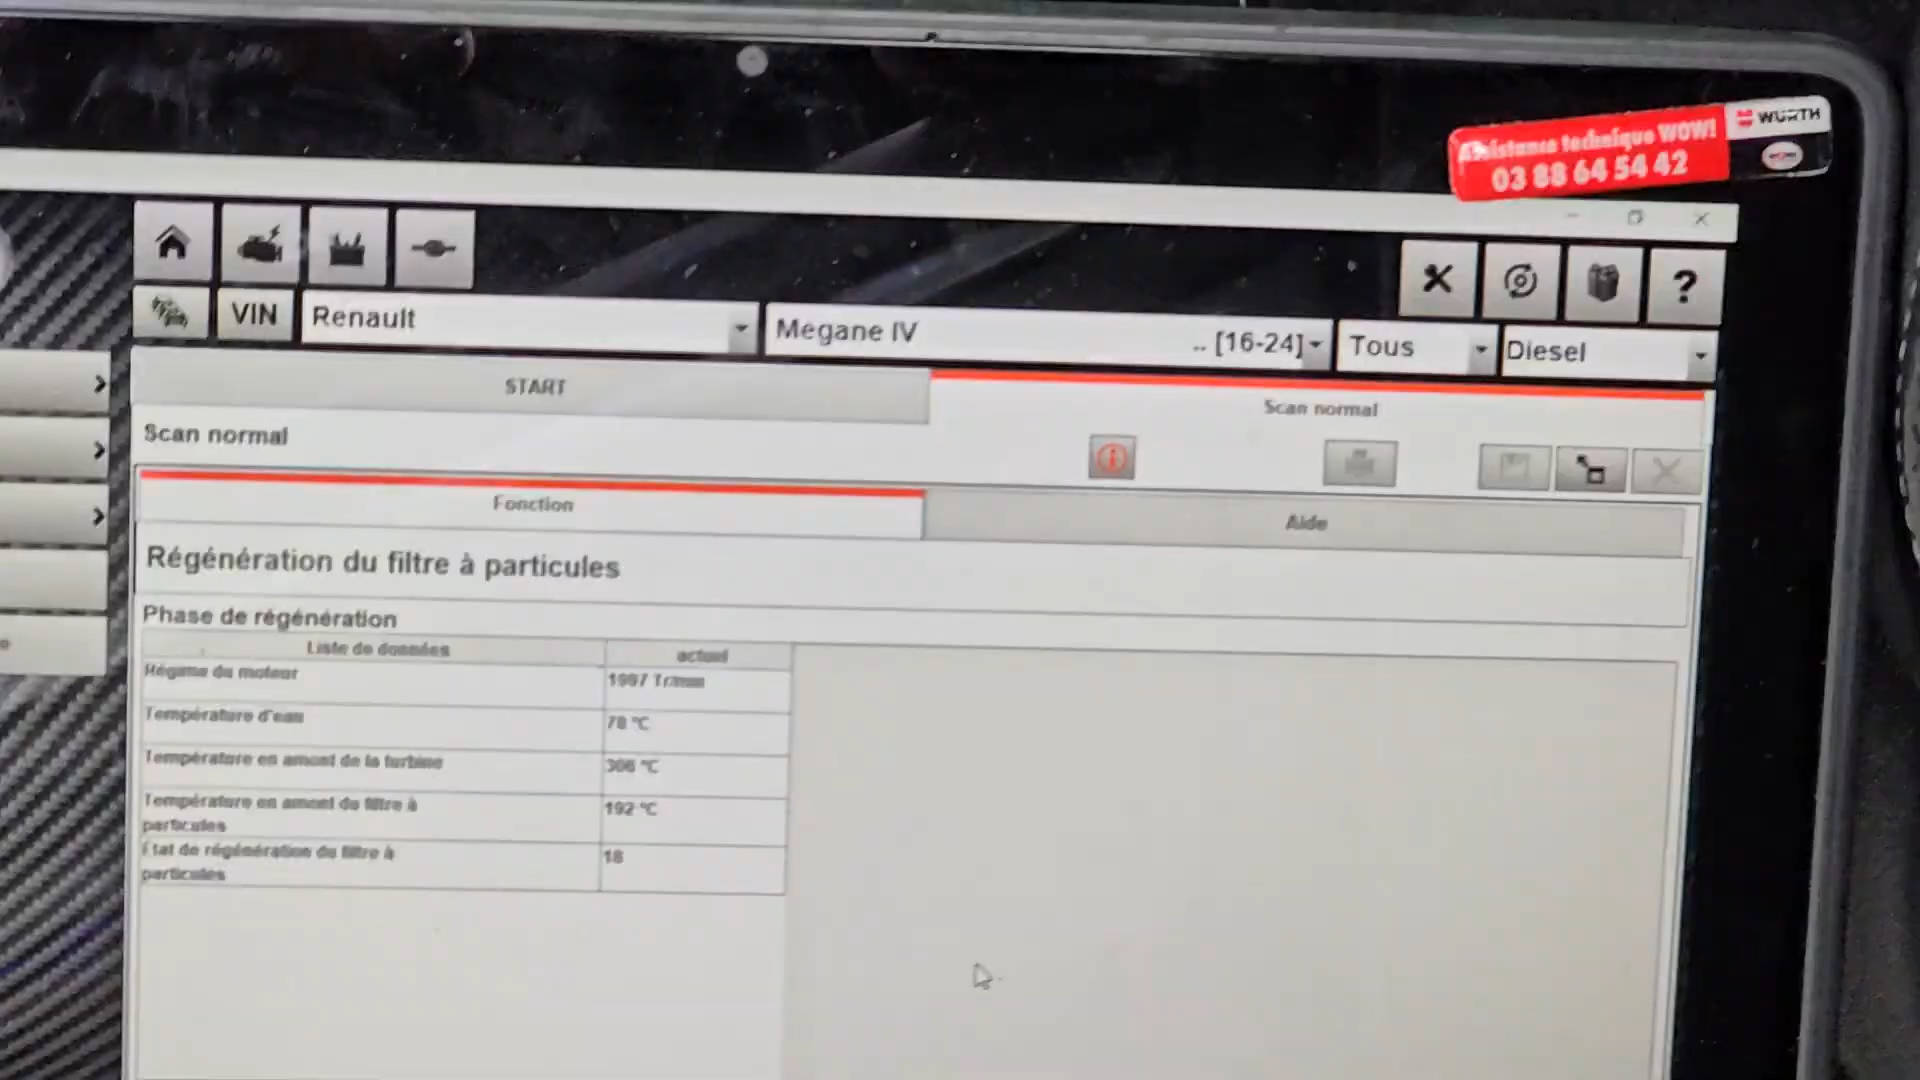 Assistance technique WOW!
03 88 64 54 42
WÜRTH
VIN
Renault
Megane IV
.. [16-24]
Tous
Diesel
START
Scan normal
Scan normal
Fonction
Aide
?
Régénération du filtre à particules
Phase de régénération
Liste de données
actuel
Régime du moteur
1997 Tr/min
Température d'eau
78 °C
Température en amont de la turbine
°C
Température en amont du filtre à
particules
192 °C
État de régénération du filtre à
particules
18